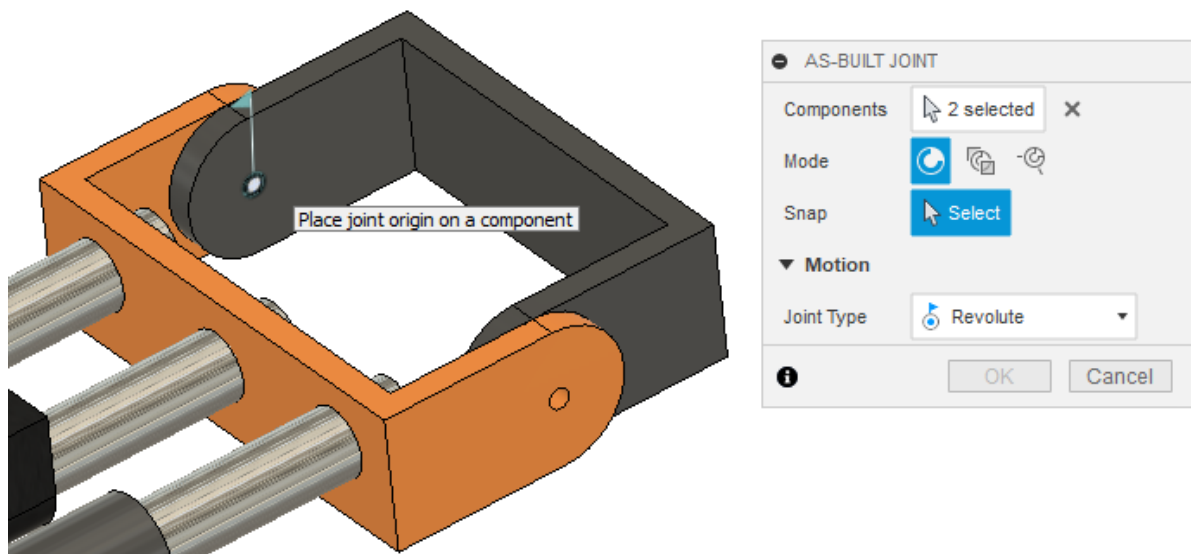 Place joint origin on a component
AS-BUILT JOINT
Components 2 selected
Mode
Snap Select
Motion
Joint Type Revolute
OK Cancel